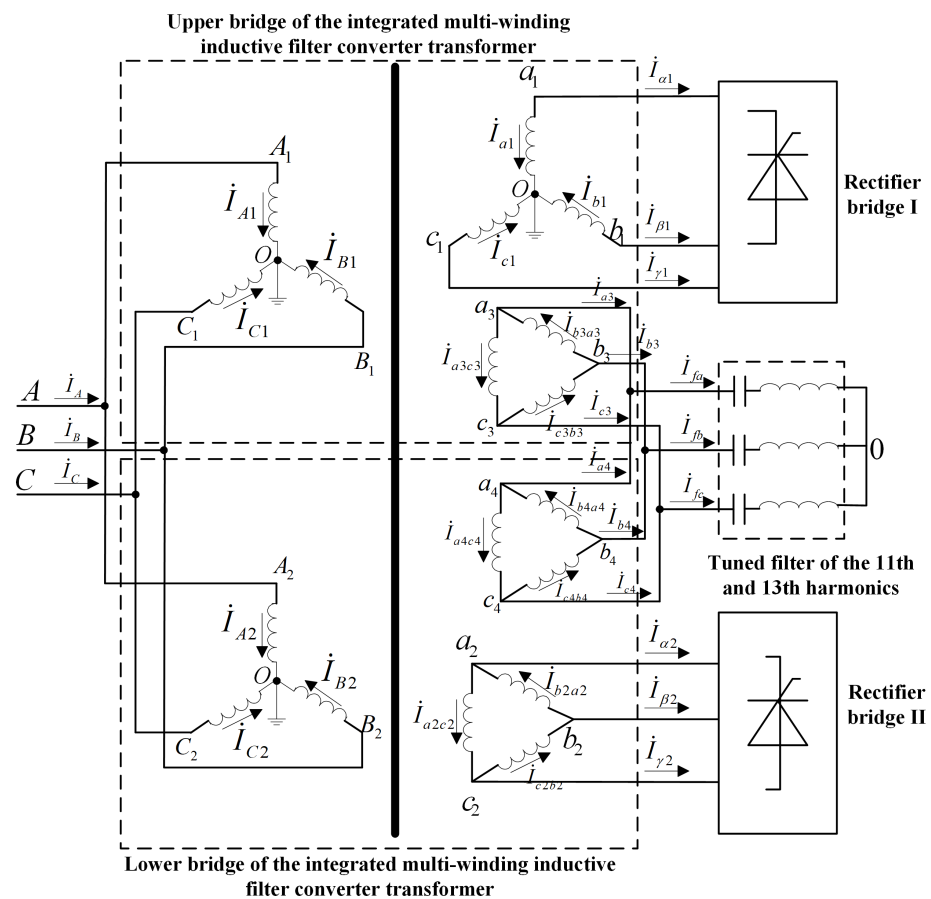 Upper bridge of the integrated multi-winding
inductive filter converter transformer
a1
İα1
A1
İa1
Rectifier
bridge I
İA1
O
İb1
O
İB1
c1
İc1
b1
İβ1
İγ1
C1
İC1
B1
a3
İa3
İb3a3
b3
İb3
İa3c3
c3
İc3b3
İc3
İfa
A
İA
B
İB
C
İC
İfb
0
İa4
a4
İb4a4
İfc
İa4c4
İb4
b4
c4
İc4b4
İc4
Tuned filter of the 11th
and 13th harmonics
A2
İA2
O
İB2
C2
İC2
B2
a2
İα2
İb2a2
İβ2
Rectifier
bridge II
İa2c2
b2
İγ2
c2
İc2b2
Lower bridge of the integrated multi-winding inductive
filter converter transformer